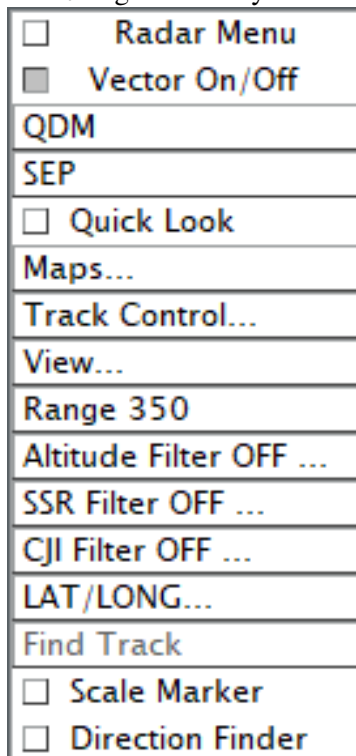 Radar Menu
Vector On/Off
QDM
SEP
Quick Look
Maps...
Track Control...
View...
Range 350
Altitude Filter OFF ...
SSR Filter OFF ...
CJI Filter OFF ...
LAT/LONG...
Find Track
Scale Marker
Direction Finder